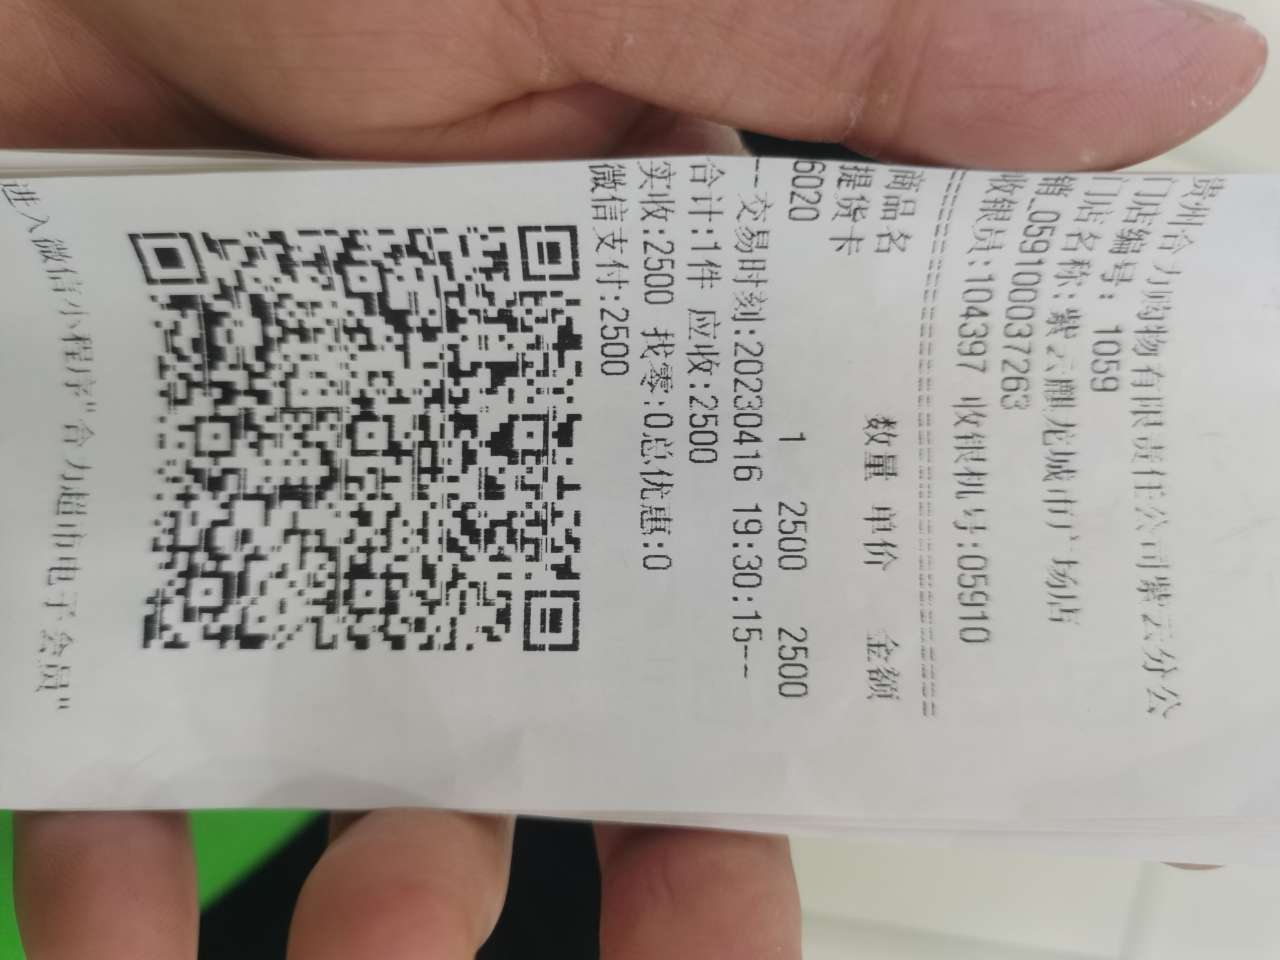 贵州合力购物有限责任公司紫云分公
门店编号: 1059
门店名称:紫云麒龙城市广场店
销_0591000037263
收银员:104397 收银机号:05910
商品名 数量 单价 金额
提货卡
6020 1 2500 2500
--交易时刻:20230416 19:30:15--
合计:1件 应收:2500
实收:2500 找零:0总优惠:0
微信支付:2500
进入微信小程序"合力超市电子会员"